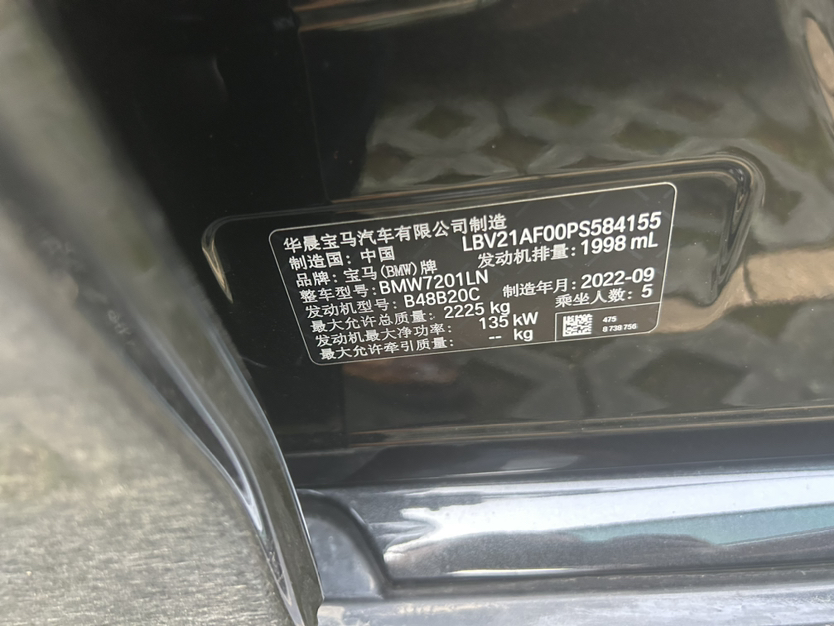 华晨宝马汽车有限公司制造
制造国：中国 LBV21AF00PS584155
品牌：宝马(BMW)牌 发动机排量：1998 mL
整车型号：BMW7201LN
发动机型号：B48B20C 制造年月：2022-09
最大允许总质量：2225 kg 乘坐人数：5
发动机最大净功率：135 kW
最大允许牵引质量：-- kg
475
6 738 756